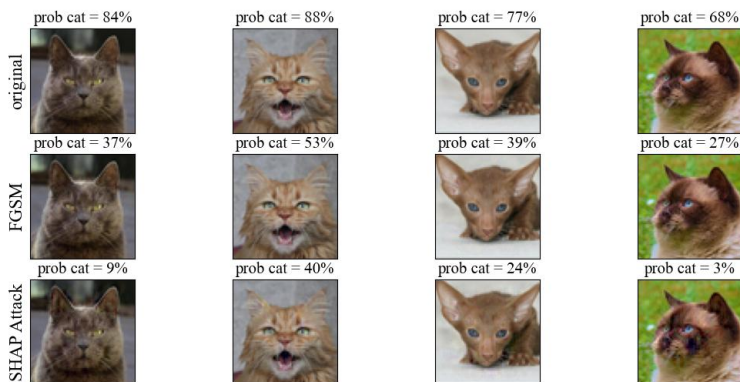 prob cat = 84% prob cat = 88% prob cat = 77% prob cat = 68%
original
prob cat = 37% prob cat = 53% prob cat = 39% prob cat = 27%
FGSM
prob cat = 9% prob cat = 40% prob cat = 24% prob cat = 3%
SHAP Attack